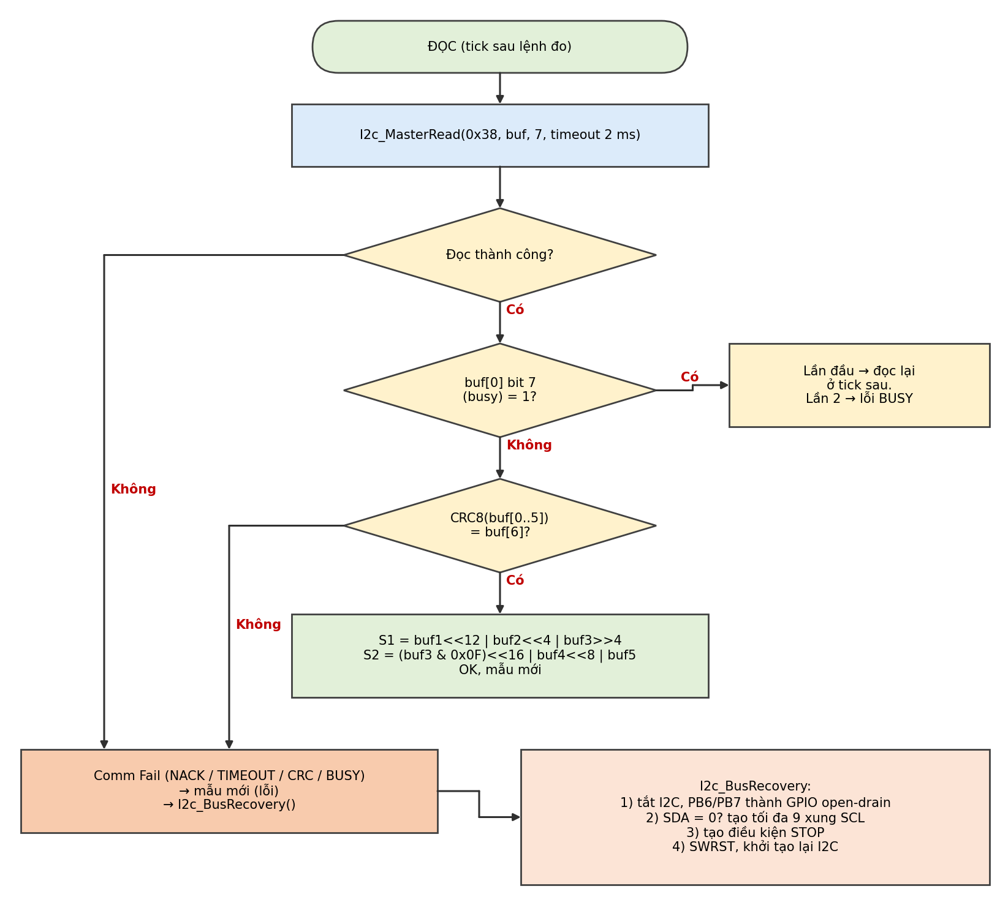 ĐỌC (tick sau lệnh đo)
I2c_MasterRead(0x38, buf, 7, timeout 2 ms)
Đọc thành công?
Có
buf[0] bit 7
(busy) = 1?
Có
Lần đầu → đọc lại
ở tick sau.
Lần 2 → lỗi BUSY
Không
Không
CRC8(buf[0..5])
= buf[6]?
Có
Không
S1 = buf1<<12 | buf2<<4 | buf3>>4
S2 = (buf3 & 0x0F)<<16 | buf4<<8 | buf5
OK, mẫu mới
Comm Fail (NACK / TIMEOUT / CRC / BUSY)
→ mẫu mới (lỗi)
→ I2c_BusRecovery()
I2c_BusRecovery:
1) tắt I2C, PB6/PB7 thành GPIO open-drain
2) SDA = 0? tạo tối đa 9 xung SCL
3) tạo điều kiện STOP
4) SWRST, khởi tạo lại I2C